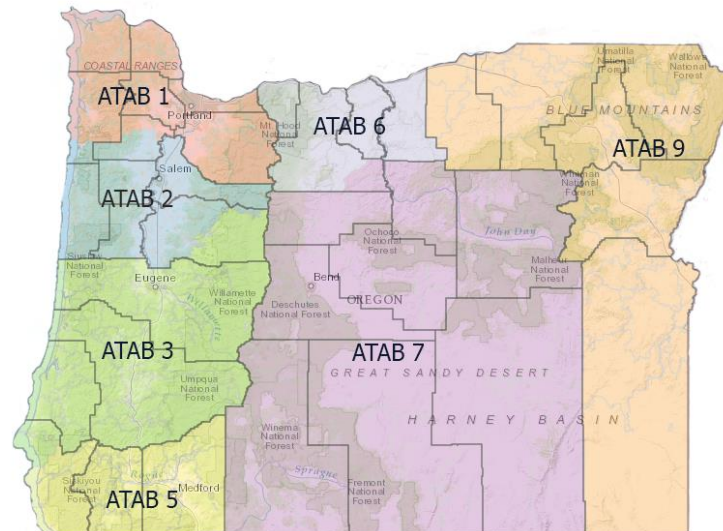 COASTAL RANGES
ATAB 1
Portland
Mt. Hood
National
Forest
ATAB 6
Umatilla
National
Forest
Wallowa
National
Forest
BLUE MOUNTAINS
ATAB 9
Salem
ATAB 2
Whitman
National
Forest
Ochoco
National
Forest
John Day
Malheur
National
Forest
Siuslaw
National
Forest
Eugene
Willamette
National
Forest
Willamette
Bend
Deschutes
National Forest
OREGON
ATAB 3
ATAB 7
GREAT SANDY DESERT
Umpqua
National
Forest
HARNEY BASIN
Winema
National
Forest
Rogue
Siskiyou
National
Forest
ATAB 5
Medford
Sprague
Fremont
National
Forest